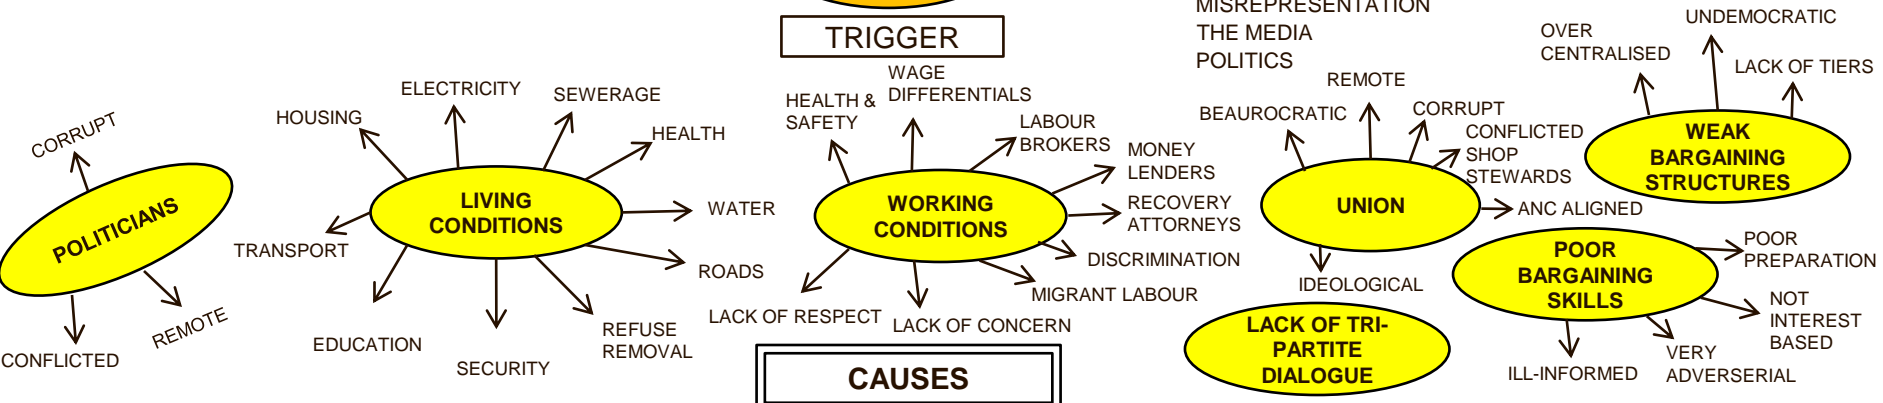 MISREPRESENTATION
THE MEDIA
POLITICS
TRIGGER
CORRUPT
POLITICIANS
CONFLICTED
REMOTE
HOUSING
ELECTRICITY
SEWERAGE
HEALTH
LIVING
CONDITIONS
WATER
ROADS
TRANSPORT
EDUCATION
SECURITY
REFUSE
REMOVAL
HEALTH &
SAFETY
WAGE
DIFFERENTIALS
LABOUR
BROKERS
MONEY
LENDERS
WORKING
CONDITIONS
RECOVERY
ATTORNEYS
DISCRIMINATION
MIGRANT LABOUR
LACK OF RESPECT
LACK OF CONCERN
BEAUROCRATIC
REMOTE
CORRUPT
CONFLICTED
SHOP
STEWARDS
UNION
ANC ALIGNED
IDEOLOGICAL
OVER
CENTRALISED
UNDEMOCRATIC
LACK OF TIERS
WEAK
BARGAINING
STRUCTURES
POOR
BARGAINING
SKILLS
POOR
PREPARATION
NOT
INTEREST
BASED
VERY
ADVERSERIAL
ILL-INFORMED
LACK OF TRI-
PARTITE
DIALOGUE
CAUSES